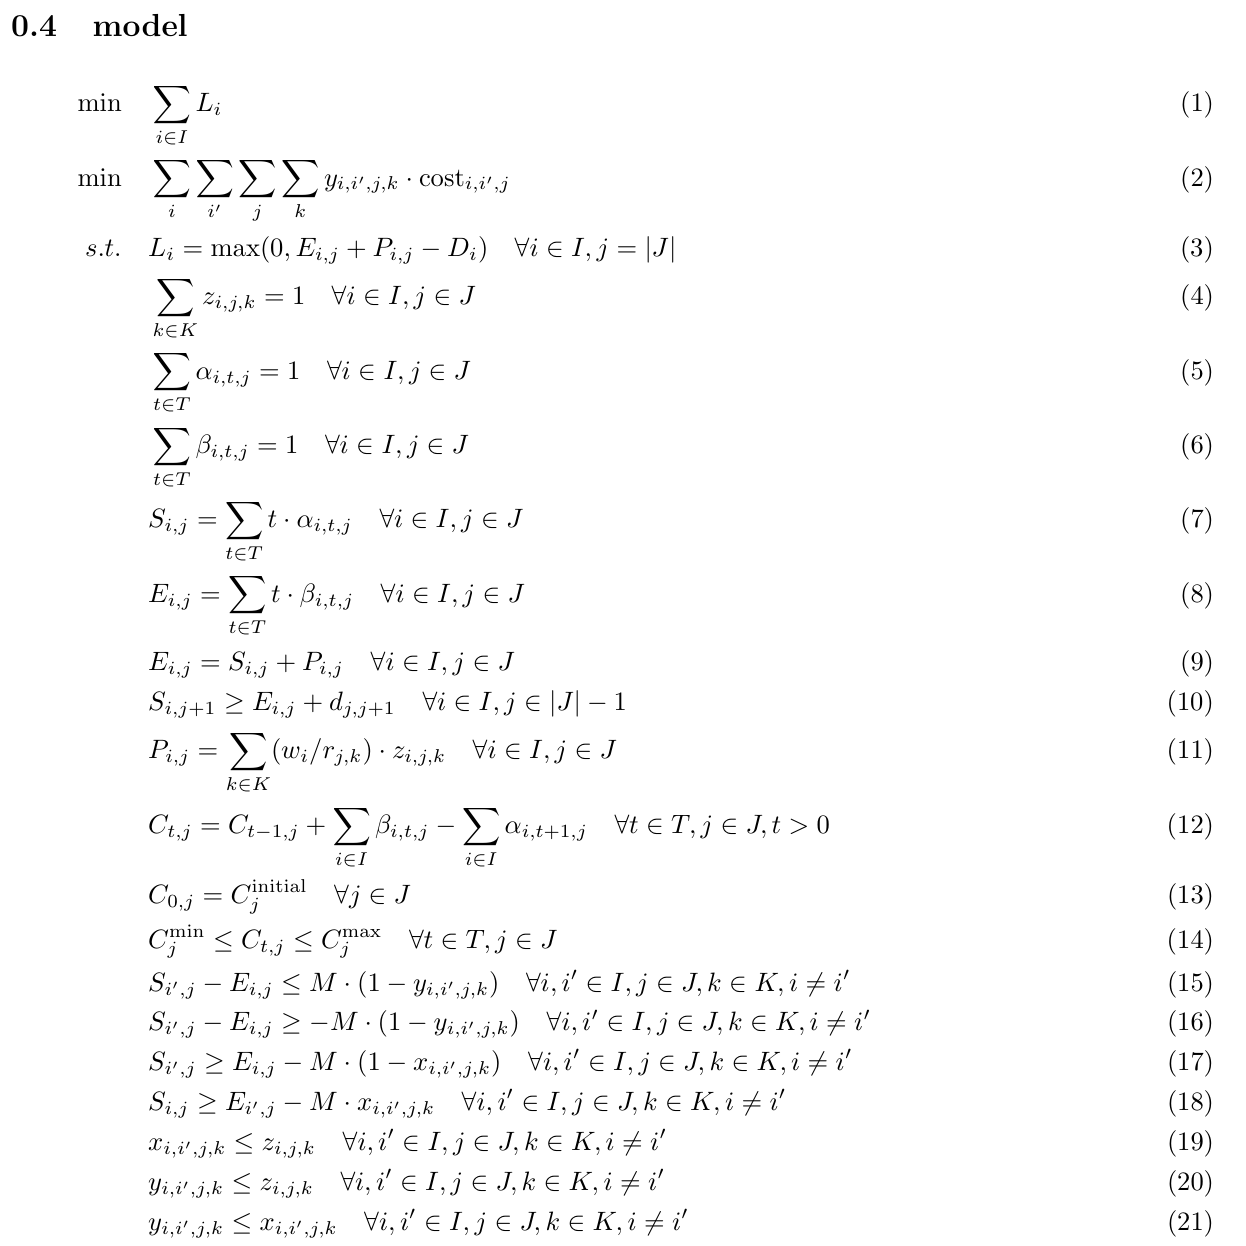 0.4 model
min ∑_{i∈I} L_i (1)
min ∑_i ∑_{i′} ∑_j ∑_k y_{i,i′,j,k} · cost_{i,i′,j} (2)
s.t. L_i = max(0, E_{i,j} + P_{i,j} − D_i) ∀i ∈ I, j = |J| (3)
∑_{k∈K} z_{i,j,k} = 1 ∀i ∈ I, j ∈ J (4)
∑_{t∈T} α_{i,t,j} = 1 ∀i ∈ I, j ∈ J (5)
∑_{t∈T} β_{i,t,j} = 1 ∀i ∈ I, j ∈ J (6)
S_{i,j} = ∑_{t∈T} t · α_{i,t,j} ∀i ∈ I, j ∈ J (7)
E_{i,j} = ∑_{t∈T} t · β_{i,t,j} ∀i ∈ I, j ∈ J (8)
E_{i,j} = S_{i,j} + P_{i,j} ∀i ∈ I, j ∈ J (9)
S_{i,j+1} ≥ E_{i,j} + d_{j,j+1} ∀i ∈ I, j ∈ |J| − 1 (10)
P_{i,j} = ∑_{k∈K} (w_i/r_{j,k}) · z_{i,j,k} ∀i ∈ I, j ∈ J (11)
C_{t,j} = C_{t−1,j} + ∑_{i∈I} β_{i,t,j} − ∑_{i∈I} α_{i,t+1,j} ∀t ∈ T, j ∈ J, t > 0 (12)
C_{0,j} = C_j^{initial} ∀j ∈ J (13)
C_j^{min} ≤ C_{t,j} ≤ C_j^{max} ∀t ∈ T, j ∈ J (14)
S_{i′,j} − E_{i,j} ≤ M · (1 − y_{i,i′,j,k}) ∀i, i′ ∈ I, j ∈ J, k ∈ K, i ≠ i′ (15)
S_{i′,j} − E_{i,j} ≥ −M · (1 − y_{i,i′,j,k}) ∀i, i′ ∈ I, j ∈ J, k ∈ K, i ≠ i′ (16)
S_{i′,j} ≥ E_{i,j} − M · (1 − x_{i,i′,j,k}) ∀i, i′ ∈ I, j ∈ J, k ∈ K, i ≠ i′ (17)
S_{i,j} ≥ E_{i′,j} − M · x_{i,i′,j,k} ∀i, i′ ∈ I, j ∈ J, k ∈ K, i ≠ i′ (18)
x_{i,i′,j,k} ≤ z_{i,j,k} ∀i, i′ ∈ I, j ∈ J, k ∈ K, i ≠ i′ (19)
y_{i,i′,j,k} ≤ z_{i,j,k} ∀i, i′ ∈ I, j ∈ J, k ∈ K, i ≠ i′ (20)
y_{i,i′,j,k} ≤ x_{i,i′,j,k} ∀i, i′ ∈ I, j ∈ J, k ∈ K, i ≠ i′ (21)